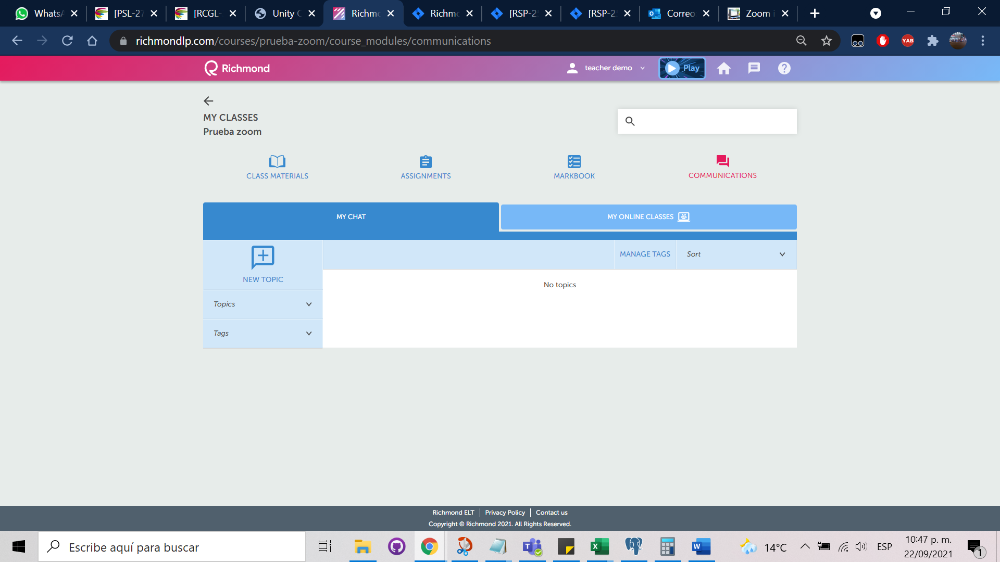 WhatsA
[PSL-27
[RCGL-
Unity C
Richmo
Richmo
[RSP-2
[RSP-2
Correo
Zoom i
richmondlp.com/courses/prueba-zoom/course_modules/communications
YAB
Richmond
teacher demo
Play
MY CLASSES
Prueba zoom
CLASS MATERIALS
ASSIGNMENTS
MARKBOOK
COMMUNICATIONS
MY CHAT
MY ONLINE CLASSES
NEW TOPIC
MANAGE TAGS
Sort
No topics
Topics
Tags
Richmond ELT
Privacy Policy
Contact us
Copyright © Richmond 2021. All Rights Reserved.
Escribe aquí para buscar
14°C
ESP
10:47 p. m.
22/09/2021
1